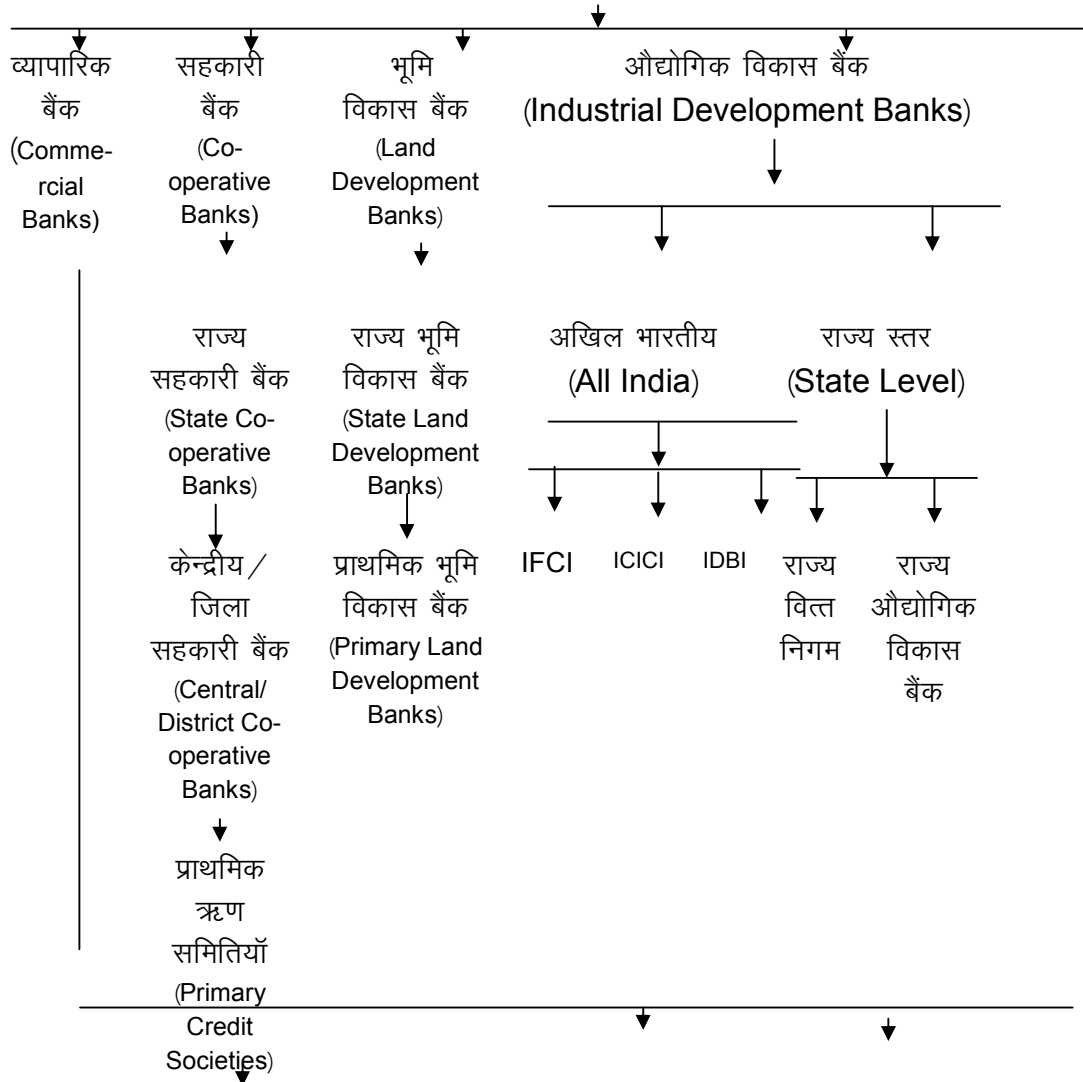 व्यापारिक
बैंक
(Comme-
rcial
Banks)
सहकारी
बैंक
(Co-
operative
Banks)
भूमि
विकास बैंक
(Land
Development
Banks)
औद्योगिक विकास बैंक
(Industrial Development Banks)
राज्य
सहकारी बैंक
(State Co-
operative
Banks)
राज्य भूमि
विकास बैंक
(State Land
Development
Banks)
अखिल भारतीय
(All India)
राज्य स्तर
(State Level)
केन्द्रीय /
जिला
सहकारी बैंक
(Central/
District Co-
operative
Banks)
प्राथमिक भूमि
विकास बैंक
(Primary Land
Development
Banks)
IFCI
ICICI
IDBI
राज्य
वित्त
निगम
राज्य
औद्योगिक
विकास
बैंक
प्राथमिक
ऋण
समितियॉ
(Primary
Credit
Societies)